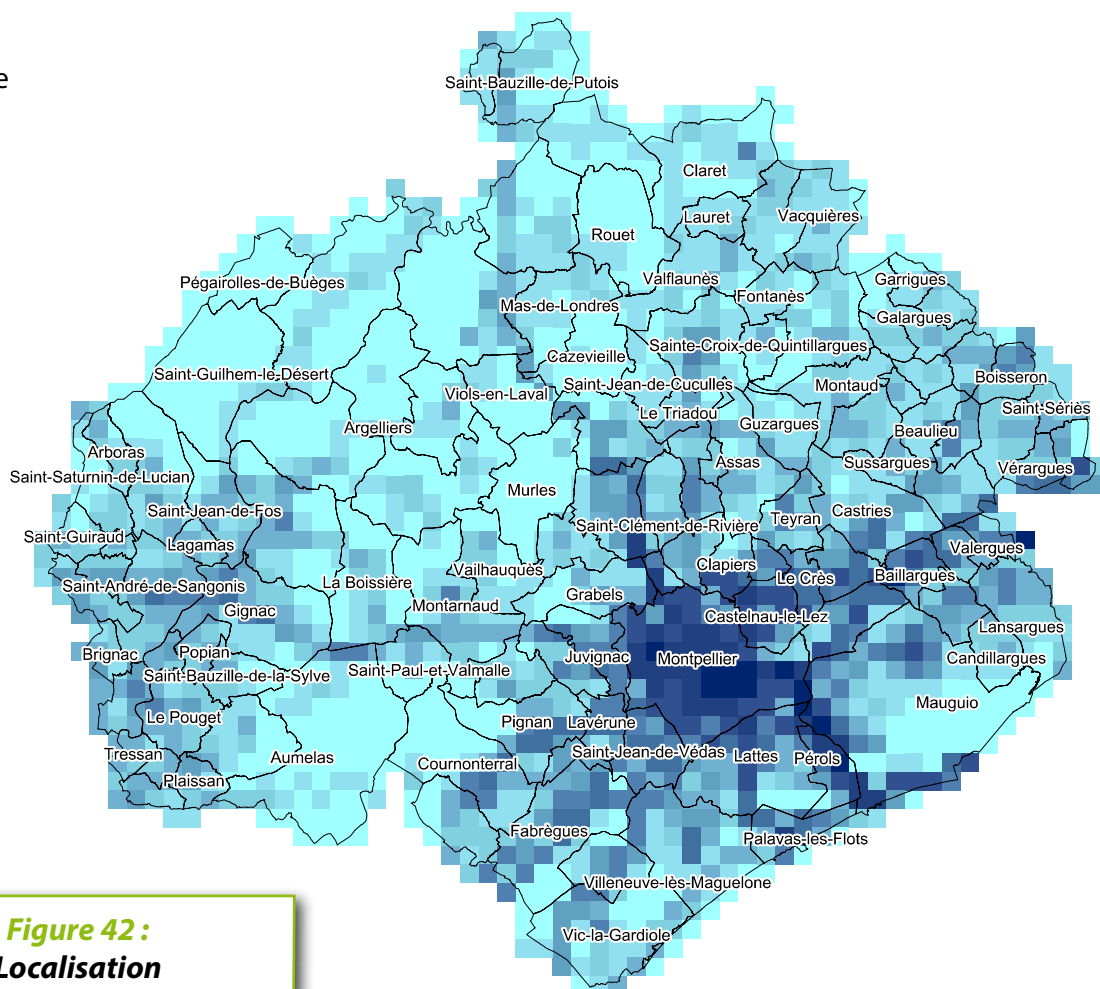 e
Saint-Bauzille-de-Putois
Claret
Lauret
Vacquières
Rouet
Pégairolles-de-Buèges
Valflaunès
Garrigues
Fontanès
Mas-de-Londres
Galargues
Sainte-Croix-de-Quintillargues
Cazevieille
Saint-Guilhem-le-Désert
Boisseron
Saint-Jean-de-Cuculles
Montaud
Viols-en-Laval
Saint-Sériès
Le Triadou
Argelliers
Guzargues
Beaulieu
Arboras
Assas
Sussargues
Vérargues
Saint-Saturnin-de-Lucian
Murles
Saint-Jean-de-Fos
Castries
Teyran
Saint-Clément-de-Rivière
Saint-Guiraud
Lagamas
Valergues
Clapiers
Vailhauquès
Baillargues
Le Crès
La Boissière
Saint-André-de-Sangonis
Grabels
Montarnaud
Gignac
Castelnau-le-Lez
Lansargues
Brignac
Popian
Juvignac
Montpellier
Candillargues
Saint-Paul-et-Valmalle
Saint-Bauzille-de-la-Sylve
Mauguio
Le Pouget
Pignan
Lavérune
Saint-Jean-de-Védas
Tressan
Aumelas
Lattes
Pérols
Cournonterral
Plaissan
Fabrègues
Palavas-les-Flots
Villeneuve-lès-Maguelone
Vic-la-Gardiole
Figure 42 :
Localisation